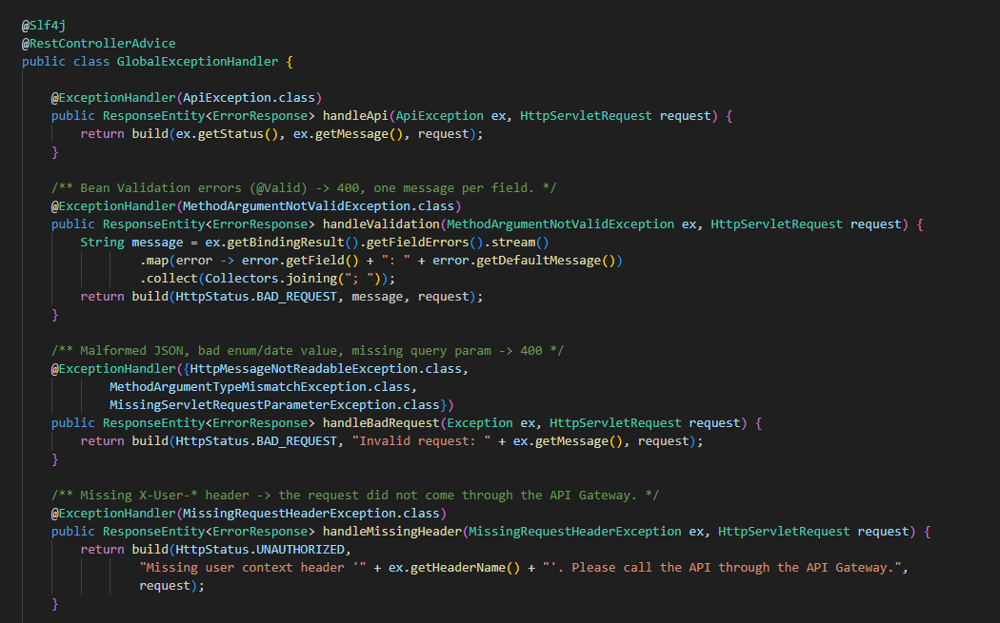 @Slf4j
@RestControllerAdvice
public class GlobalExceptionHandler {
@ExceptionHandler(ApiException.class)
public ResponseEntity<ErrorResponse> handleApi(ApiException ex, HttpServletRequest request) {
return build(ex.getStatus(), ex.getMessage(), request);
}
/** Bean Validation errors (@Valid) -> 400, one message per field. */
@ExceptionHandler(MethodArgumentNotValidException.class)
public ResponseEntity<ErrorResponse> handleValidation(MethodArgumentNotValidException ex, HttpServletRequest request) {
String message = ex.getBindingResult().getFieldErrors().stream()
.map(error -> error.getField() + ": " + error.getDefaultMessage())
.collect(Collectors.joining("; "));
return build(HttpStatus.BAD_REQUEST, message, request);
}
/** Malformed JSON, bad enum/date value, missing query param -> 400 */
@ExceptionHandler({HttpMessageNotReadableException.class,
MethodArgumentTypeMismatchException.class,
MissingServletRequestParameterException.class})
public ResponseEntity<ErrorResponse> handleBadRequest(Exception ex, HttpServletRequest request) {
return build(HttpStatus.BAD_REQUEST, "Invalid request: " + ex.getMessage(), request);
}
/** Missing X-User-* header -> the request did not come through the API Gateway. */
@ExceptionHandler(MissingRequestHeaderException.class)
public ResponseEntity<ErrorResponse> handleMissingHeader(MissingRequestHeaderException ex, HttpServletRequest request) {
return build(HttpStatus.UNAUTHORIZED,
"Missing user context header '" + ex.getHeaderName() + "'. Please call the API through the API Gateway.",
request);
}